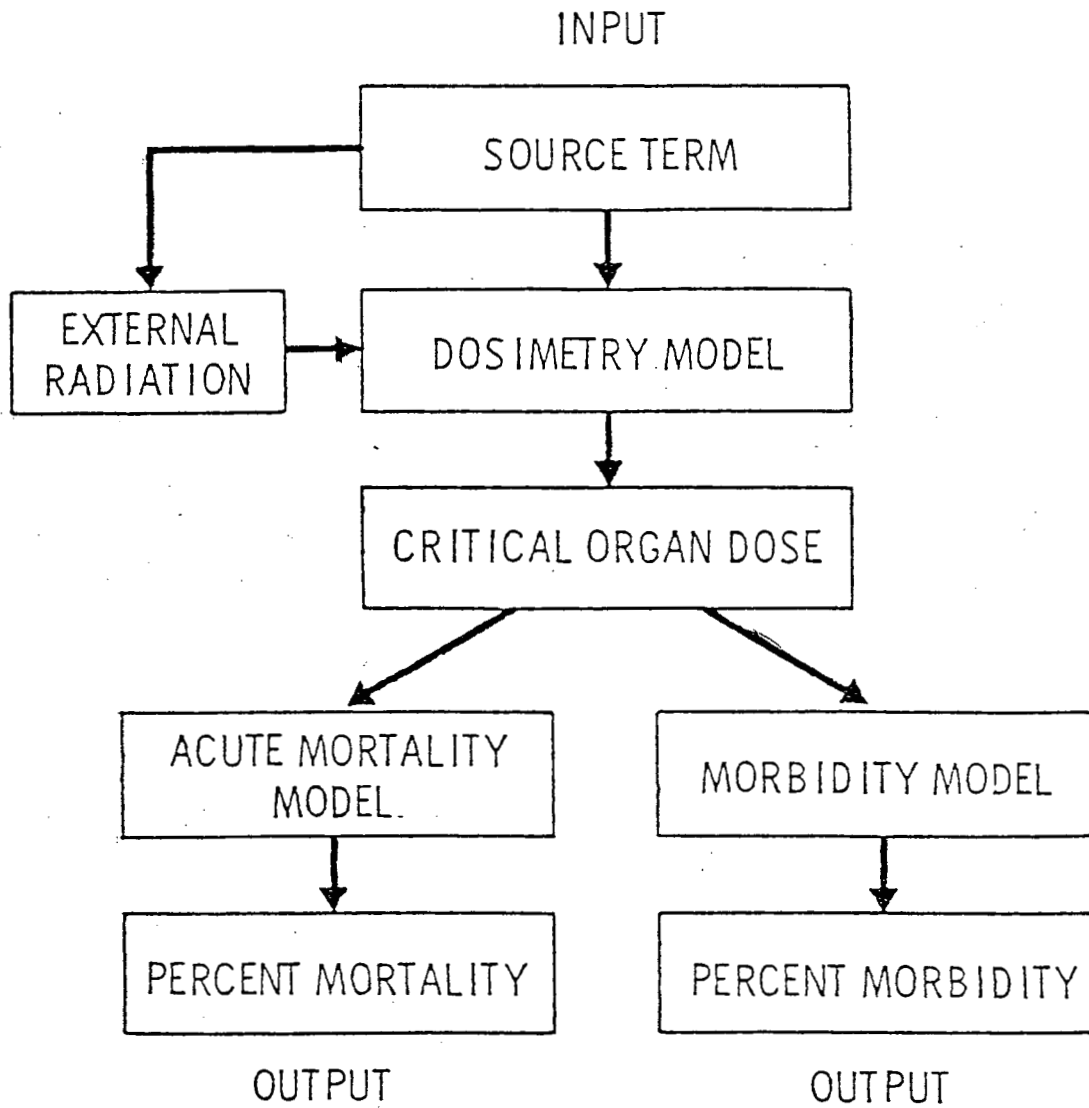 INPUT
SOURCE TERM
EXTERNAL
RADIATION
DOSIMETRY MODEL
CRITICAL ORGAN DOSE
ACUTE MORTALITY
MODEL
MORBIDITY MODEL
PERCENT MORTALITY
PERCENT MORBIDITY
OUTPUT
OUTPUT